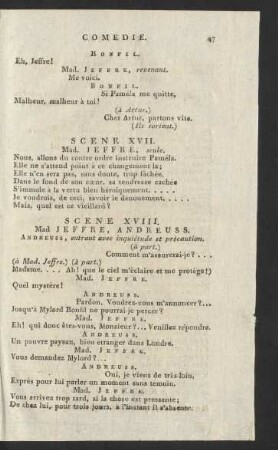 COMEDIE. 47
BONFIL.
Eh, Jeffre!
Mad. JEFFRE, revenant.
Me voici.
BONFIL.
Si Paméla me quitte,
Malheur, malheur à toi!
(à Artur.)
Cher Artur, partons vite.
(Ils sortent.)
SCENE XVII.
Mad. JEFFRE, seule.
Nous, allons du contre ordre instruire Paméla.
Elle ne s'attend point à ce changement là;
Elle n'en sera pas, sans doute, trop fâchée.
Dans le fond de son cœur, sa tendresse cachée
S'immole à la vertu bien héroïquement. . . . .
Je voudrais, de ceci, savoir le denouement. . . . .
Mais, quel est ce vieillard?
SCENE XVIII.
Mad JEFFRE, ANDREUSS.
ANDREUSS, entrant avec inquiétude et précaution.
(à part.)
Comment m'assurerai-je? . . .
(à Mad. Jeffre.) (à part.)
Madame. . . . Ah! que le ciel m'éclaire et me protége!)
Mad. JEFFRE.
Quel mystère!
ANDREUSS.
Pardon. Voudrez-vous m'annoncer?...
Jusqu'à Mylord Bonfil ne pourrai je percer?
Mad. JEFFRE.
Eh! qui donc êtes-vous, Monsieur?... Veuillez répondre.
ANDREUSS.
Un pauvre paysan, bien etranger dans Londre.
Mad. JEFFRE.
Vous demandez Mylord?...
ANDREUSS.
Oui, je viens de très-loin,
Exprès pour lui parler un moment sans temoin.
Mad. JEFFRE.
Vous arrivez trop tard, si la chose est pressante;
De chez lui, pour trois jours, à l'instant il s'absente.